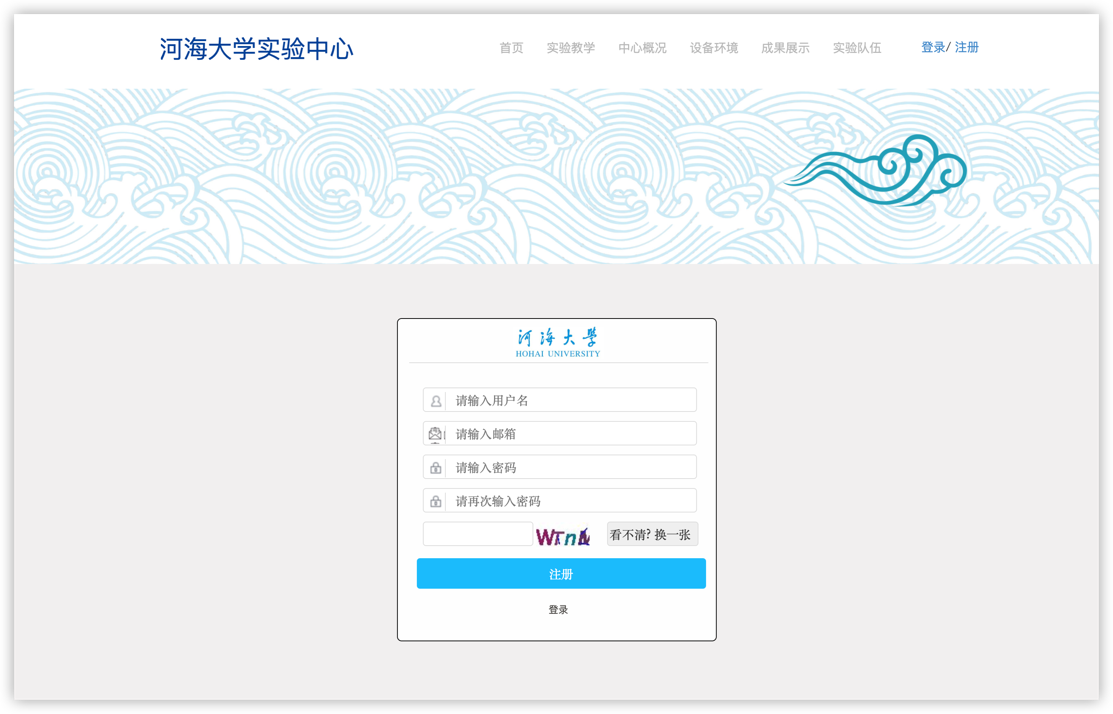 河海大学实验中心
首页 实验教学 中心概况 设备环境 成果展示 实验队伍 登录/ 注册
河海大學
HOHAI UNIVERSITY
请输入用户名
请输入邮箱
请输入密码
请再次输入密码
看不清? 换一张
注册
登录